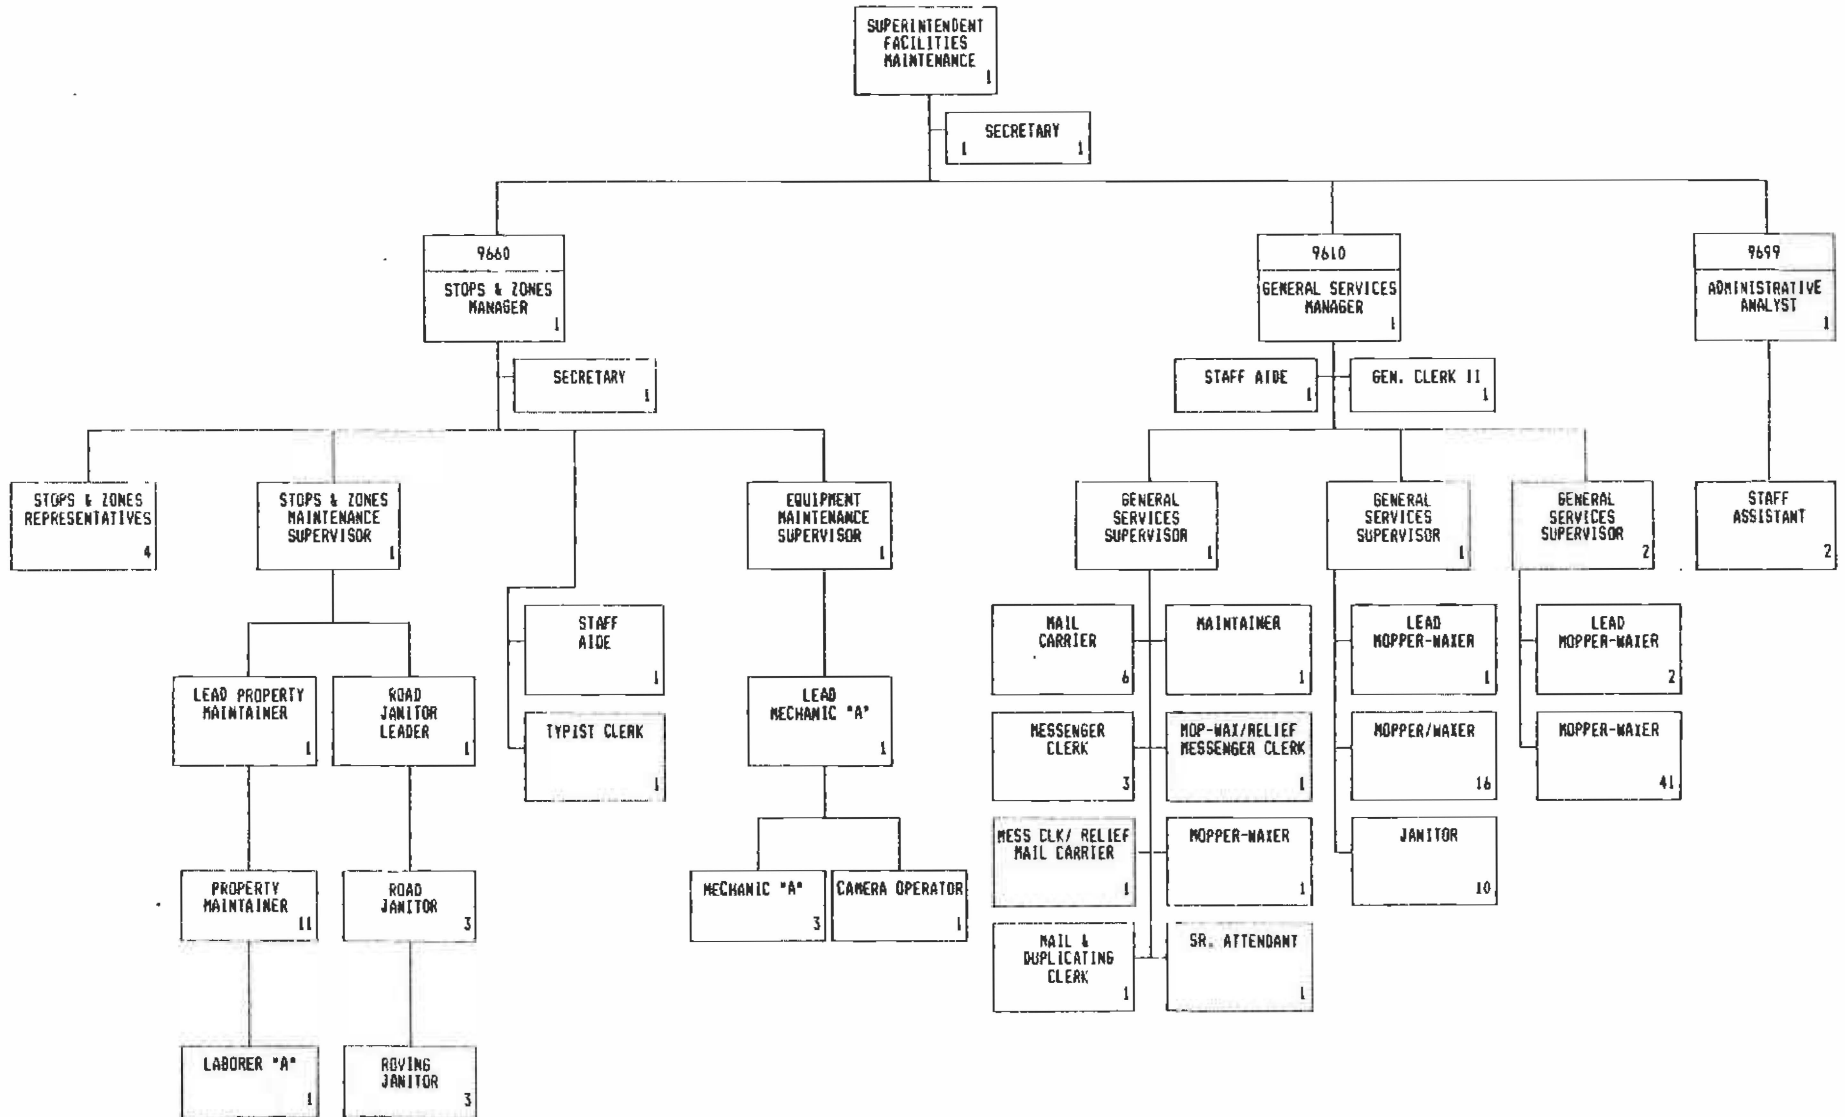 SUPERINTENDENT
FACILITIES
MAINTENANCE
1
SECRETARY
1 1
9660
STOPS & ZONES
MANAGER
1
SECRETARY
1
9610
GENERAL SERVICES
MANAGER
1
STAFF AIDE
1
GEN. CLERK II
1
9699
ADMINISTRATIVE
ANALYST
1
STOPS & ZONES
REPRESENTATIVES
4
STOPS & ZONES
MAINTENANCE
SUPERVISOR
1
EQUIPMENT
MAINTENANCE
SUPERVISOR
1
GENERAL
SERVICES
SUPERVISOR
1
GENERAL
SERVICES
SUPERVISOR
1
GENERAL
SERVICES
SUPERVISOR
2
STAFF
ASSISTANT
2
LEAD PROPERTY
MAINTAINER
1
ROAD
JANITOR
LEADER
1
STAFF
AIDE
1
TYPIST CLERK
1
LEAD
MECHANIC "A"
1
PROPERTY
MAINTAINER
11
ROAD
JANITOR
3
MECHANIC "A"
3
CAMERA OPERATOR
1
LABORER "A"
1
ROVING
JANITOR
3
MAIL
CARRIER
6
MAINTAINER
1
MESSENGER
CLERK
3
MOP-WAX/RELIEF
MESSENGER CLERK
1
MESS CLK/ RELIEF
MAIL CARRIER
1
MOPPER-WAXER
1
MAIL &
DUPLICATING
CLERK
1
SR. ATTENDANT
1
LEAD
MOPPER-WAXER
1
MOPPER/WAXER
16
JANITOR
10
LEAD
MOPPER-WAXER
2
MOPPER-WAXER
41